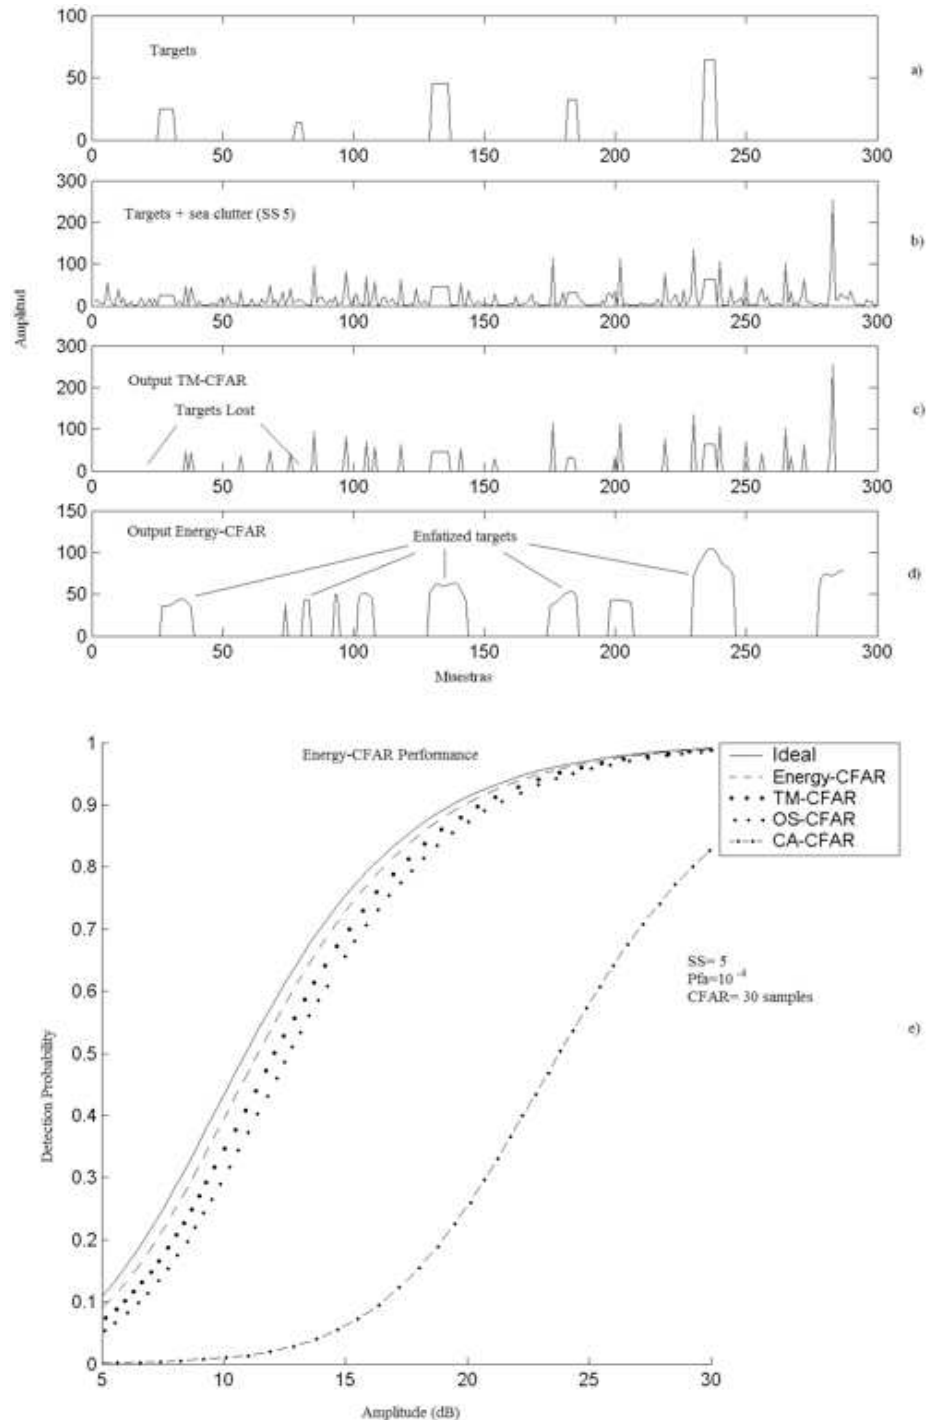 100
Targets
a)
50
0
0 50 100 150 200 250 300
300
Targets + sea clutter (SS 5)
200
b)
100
0
0 50 100 150 200 250 300
Amplitud
300
Output TM-CFAR
200
Targets Lost
c)
100
0
0 50 100 150 200 250 300
150
Output Energy-CFAR
Enfatized targets
100
d)
50
0
0 50 100 150 200 250 300
Muestras
1
Energy-CFAR Performance
Ideal
Energy-CFAR
TM-CFAR
OS-CFAR
CA-CFAR
0.9
0.8
0.7
SS= 5
Pfa=10 -4
CFAR= 30 samples
0.6
e)
0.5
Detection Probability
0.4
0.3
0.2
0.1
0
5 10 15 20 25 30
Amplitude (dB)